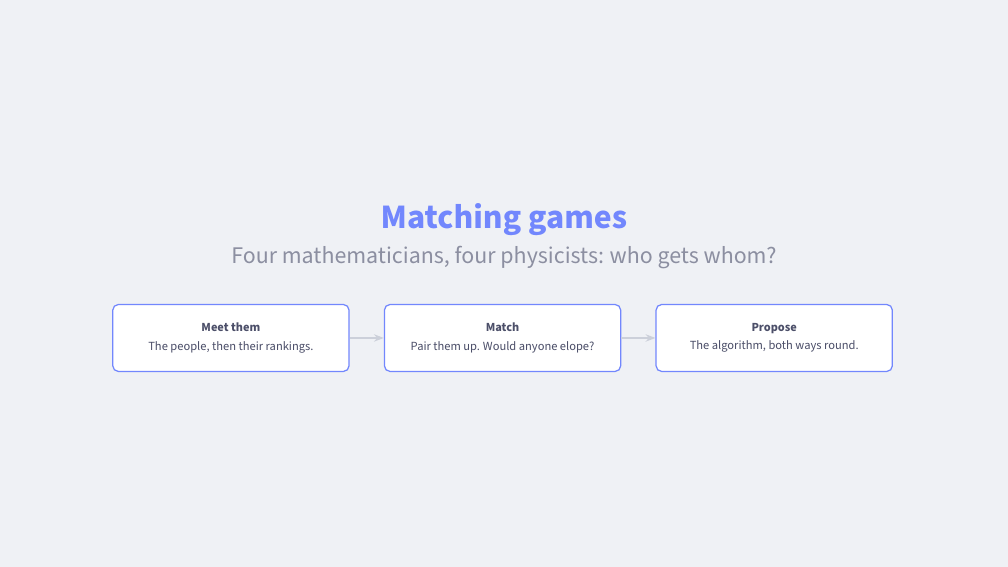 Matching games
Four mathematicians, four physicists: who gets whom?
Meet them
The people, then their rankings.
Match
Pair them up. Would anyone elope?
Propose
The algorithm, both ways round.